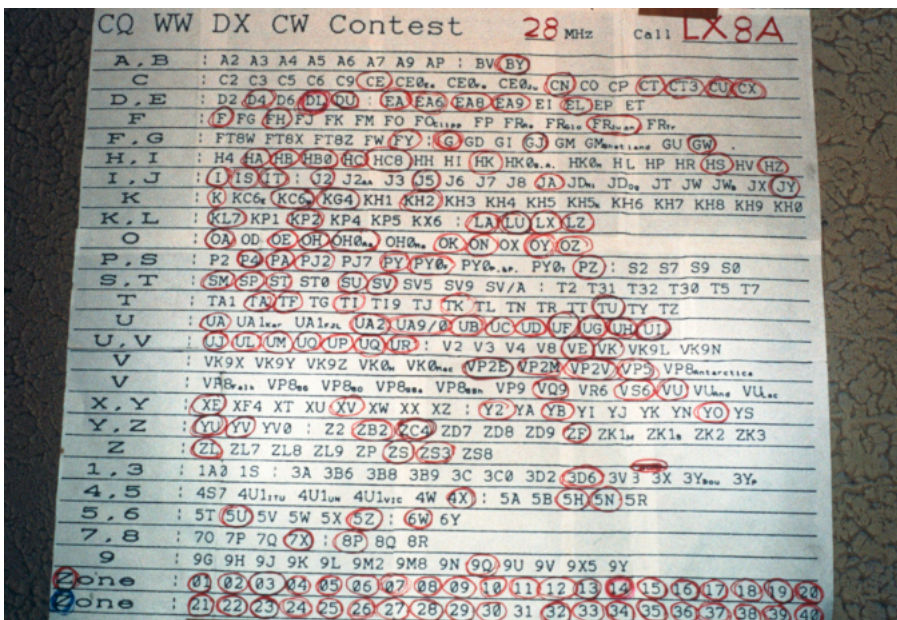 CQ WW DX CW Contest 28 MHz Call LX8A
A,B : A2 A3 A4 A5 A6 A7 A9 AP : BV BY
C : C2 C3 C5 C6 C9 CE CE0 CE0 CE0 CN CO CP CT CT3 CU CX
D,E : D2 D4 D6 DL DU : EA EA6 EA8 EA9 EI EL EP ET
F : F FG FH FJ FK FM FO FO FP FR FR FR FR
F,G : FT8W FT8X FT8Z FW FY : G GD GI GJ GM GM GU GW
H,I : H4 HA HB HB0 HC HC8 HH HI HK HK0 HK0 HL HP HR HS HV HZ
I,J : I IS IT : J2 J2 J3 J5 J6 J7 J8 JA JD JD JT JW JW JX JY
K : K KC6 KC6 KG4 KH1 KH2 KH3 KH4 KH5 KH5 KH6 KH7 KH8 KH9 KH0
K,L : KL7 KP1 KP2 KP4 KP5 KX6 : LA LU LX LZ
O : OA OD OE OH OH0 OH0 OK ON OX OY OZ
P,S : P2 P4 PA PJ2 PJ7 PY PY0 PY0 PY0 PZ : S2 S7 S9 S0
S,T : SM SP ST ST0 SU SV SV5 SV9 SV/A : T2 T31 T32 T30 T5 T7
T : TA1 TA TF TG TI TI9 TJ TK TL TN TR TT TU TY TZ
U : UA UA1 UA1 UA2 UA9/0 UB UC UD UF UG UH UI
U,V : UJ UL UM UO UP UQ UR : V2 V3 V4 V8 VE VK VK9L VK9N
V : VK9X VK9Y VK9Z VK0 VK0 VP2E VP2M VP2V VP5 VP8antarctica
V : VP8 VP8 VP8 VP8 VP8 VP9 VQ9 VR6 VS6 VU VU VU
X,Y : XE XF4 XT XU XV XW XX XZ : Y2 YA YB YI YJ YK YN YO YS
Y,Z : YU YV YV0 : Z2 ZB2 ZC4 ZD7 ZD8 ZD9 ZF ZK1 ZK1 ZK2 ZK3
Z : ZL ZL7 ZL8 ZL9 ZP ZS ZS3 ZS8
1,3 : 1A0 1S : 3A 3B6 3B8 3B9 3C 3C0 3D2 3D6 3V 3X 3Y 3Y
4,5 : 4S7 4U1ITU 4U1UN 4U1VIC 4W 4X : 5A 5B 5H 5N 5R
5,6 : 5T 5U 5V 5W 5X 5Z : 6W 6Y
7,8 : 7O 7P 7Q 7X : 8P 8Q 8R
9 : 9G 9H 9J 9K 9L 9M2 9M8 9N 9Q 9U 9V 9X5 9Y
Zone : 01 02 03 04 05 06 07 08 09 10 11 12 13 14 15 16 17 18 19 20
Zone : 21 22 23 24 25 26 27 28 29 30 31 32 33 34 35 36 37 38 39 40